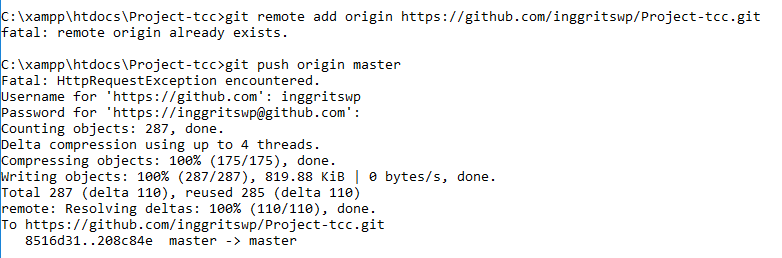 C:\xampp\htdocs\Project-tcc>git remote add origin https://github.com/inggritswp/Project-tcc.git
fatal: remote origin already exists.
C:\xampp\htdocs\Project-tcc>git push origin master
Fatal: HttpRequestException encountered.
Username for 'https://github.com': inggritswp
Password for 'https://inggritswp@github.com':
Counting objects: 287, done.
Delta compression using up to 4 threads.
Compressing objects: 100% (175/175), done.
Writing objects: 100% (287/287), 819.88 KiB | 0 bytes/s, done.
Total 287 (delta 110), reused 285 (delta 110)
remote: Resolving deltas: 100% (110/110), done.
To https://github.com/inggritswp/Project-tcc.git
   8516d31..208c84e  master -> master